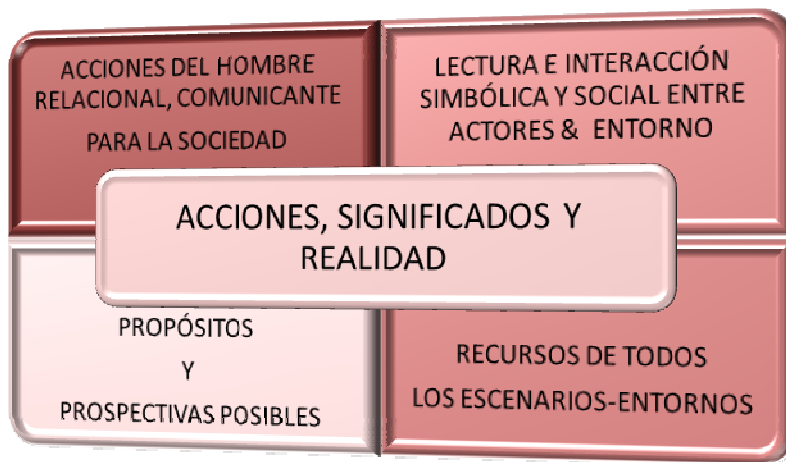 ACCIONES DEL HOMBRE
RELACIONAL, COMUNICANTE
PARA LA SOCIEDAD
LECTURA E INTERACCIÓN
SIMBÓLICA Y SOCIAL ENTRE
ACTORES & ENTORNO
ACCIONES, SIGNIFICADOS Y
REALIDAD
PROPÓSITOS
Y
PROSPECTIVAS POSIBLES
RECURSOS DE TODOS
LOS ESCENARIOS-ENTORNOS